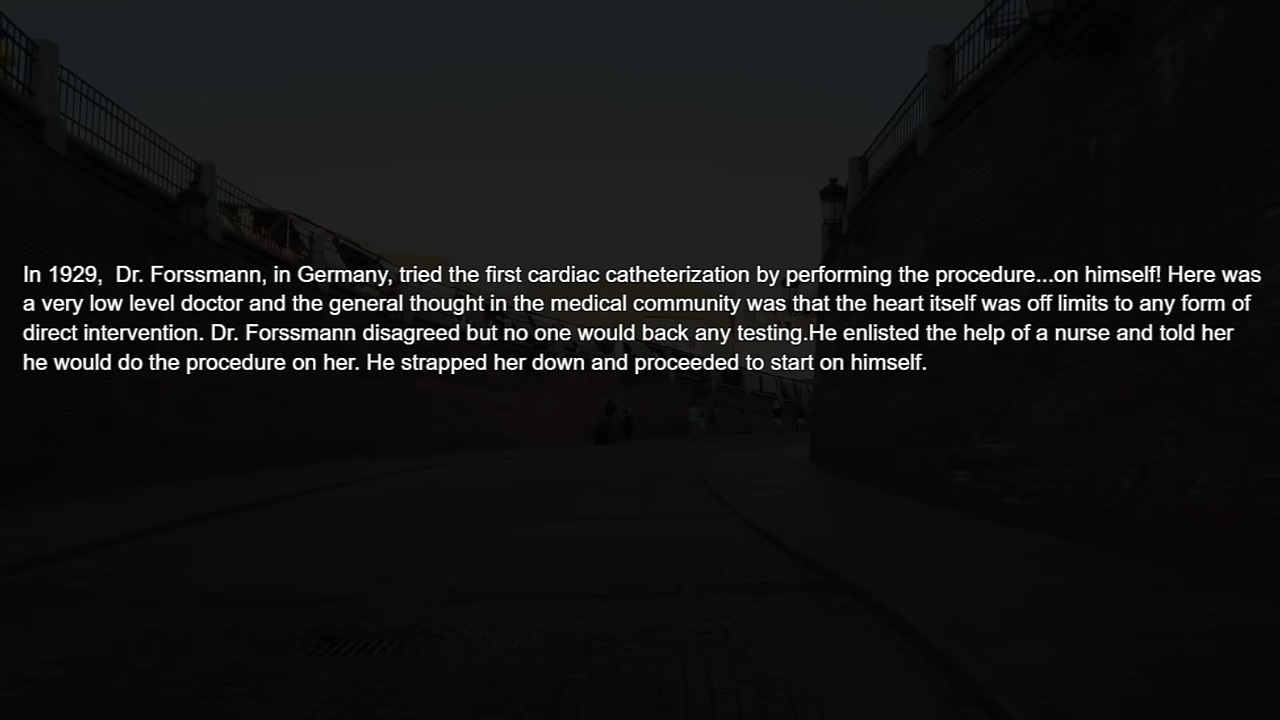 In 1929,  Dr. Forssmann, in Germany, tried the first cardiac catheterization by performing the procedure...on himself! Here was
a very low level doctor and the general thought in the medical community was that the heart itself was off limits to any form of
direct intervention. Dr. Forssmann disagreed but no one would back any testing.He enlisted the help of a nurse and told her
he would do the procedure on her. He strapped her down and proceeded to start on himself.